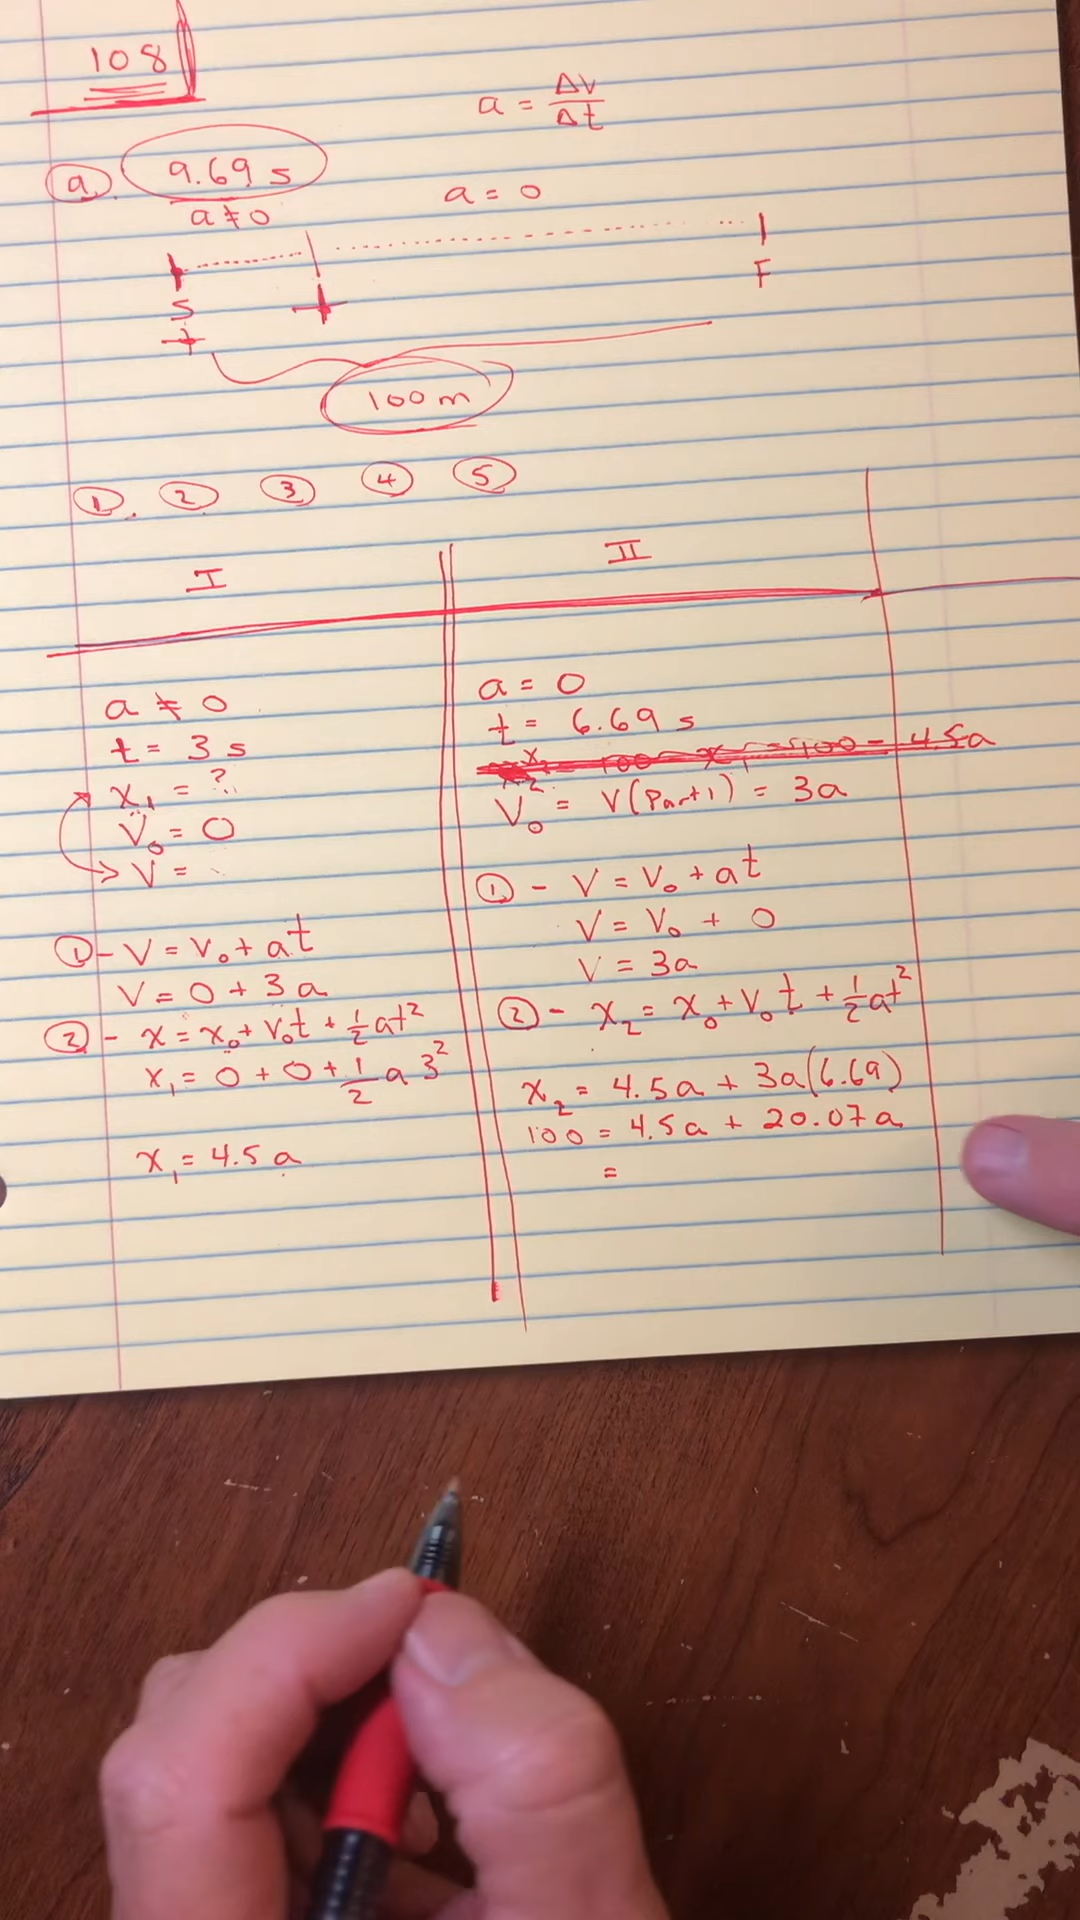 108
a = Δv/Δt
a. 9.69 s
a ≠ 0
a = 0
S
F
100 m
1. 2 3 4 5
I
II
a ≠ 0
t = 3 s
x₁ = ?
V₀ = 0
V =
1 - V = V₀ + at
V = 0 + 3a
2 - x = x₀ + V₀t + ½at²
x₁ = 0 + 0 + ½ a 3²
x₁ = 4.5 a
a = 0
t = 6.69 s
V₀ = V (Part 1) = 3a
1 - V = V₀ + at
V = V₀ + 0
V = 3a
2 - x₂ = x₀ + V₀t + ½at²
x₂ = 4.5a + 3a(6.69)
100 = 4.5a + 20.07a
=